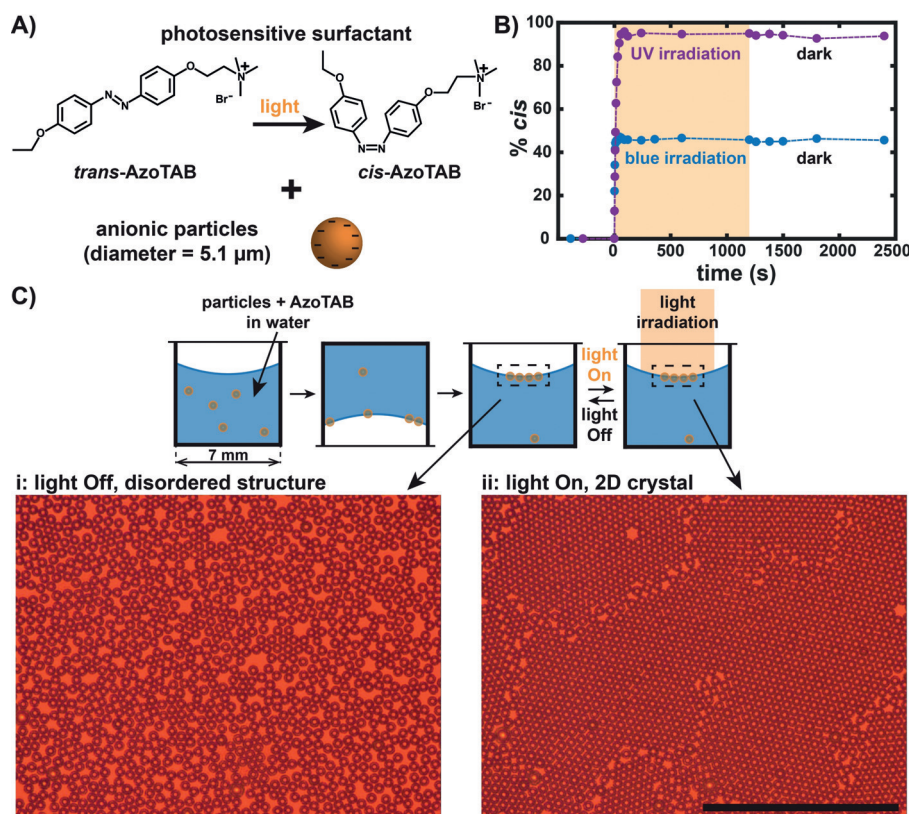 A)
photosensitive surfactant
O
N
N
O
N
+
Br⁻
O
light
O
N
N
O
N
+
Br⁻
trans-AzoTAB
cis-AzoTAB
+
anionic particles
(diameter = 5.1 µm)
B)
% cis
100
80
60
40
20
0
UV irradiation
dark
blue irradiation
dark
0
500
1000
1500
2000
2500
time (s)
C)
particles + AzoTAB
in water
7 mm
light
On
light
Off
light
irradiation
i: light Off, disordered structure
ii: light On, 2D crystal